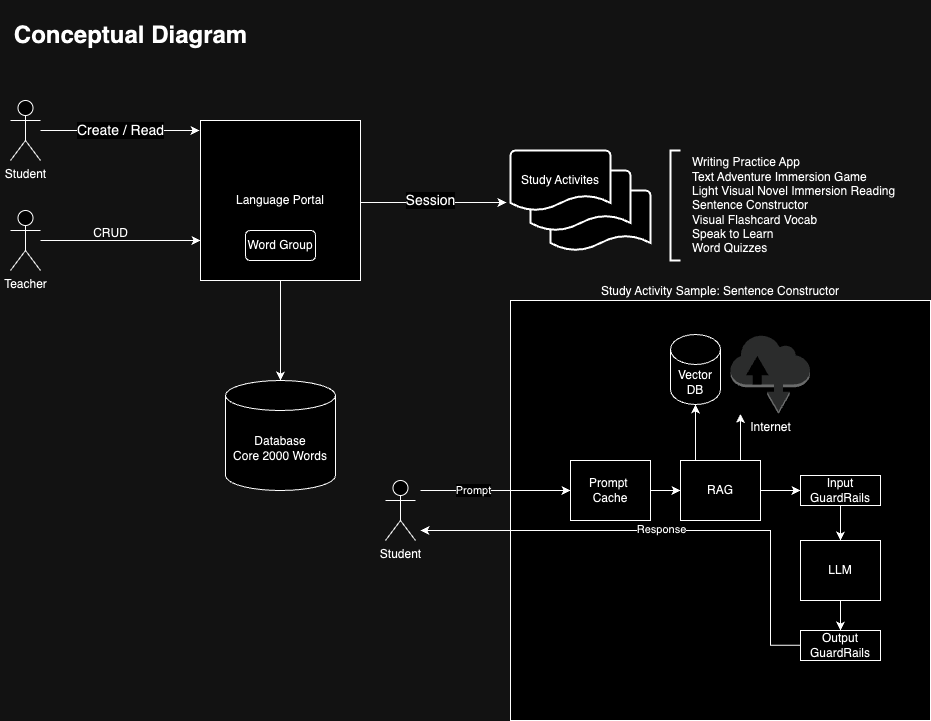 Conceptual Diagram
Create / Read
Student
CRUD
Teacher
Language Portal
Word Group
Session
Study Activites
Writing Practice App
Text Adventure Immersion Game
Light Visual Novel Immersion Reading
Sentence Constructor
Visual Flashcard Vocab
Speak to Learn
Word Quizzes
Database
Core 2000 Words
Study Activity Sample: Sentence Constructor
Vector
DB
Internet
Student
Prompt
Prompt
Cache
RAG
Input
GuardRails
Response
LLM
Output
GuardRails